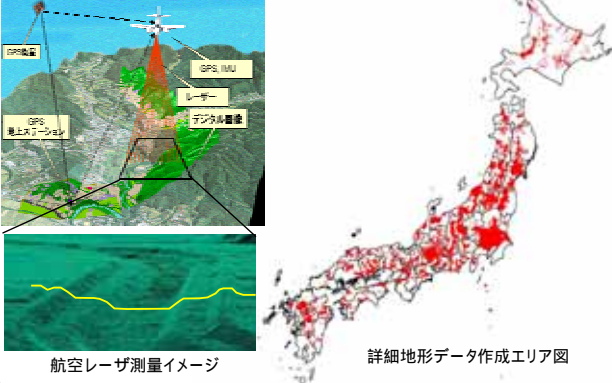 GPS衛星
GPS, IMU
レーザー
デジタル画像
GPS
地上ステーション
航空レーザ測量イメージ
詳細地形データ作成エリア図